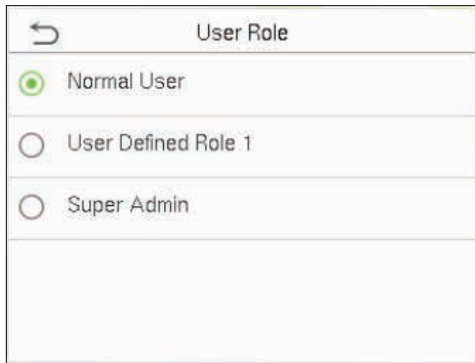 User Role
Normal User
User Defined Role 1
Super Admin